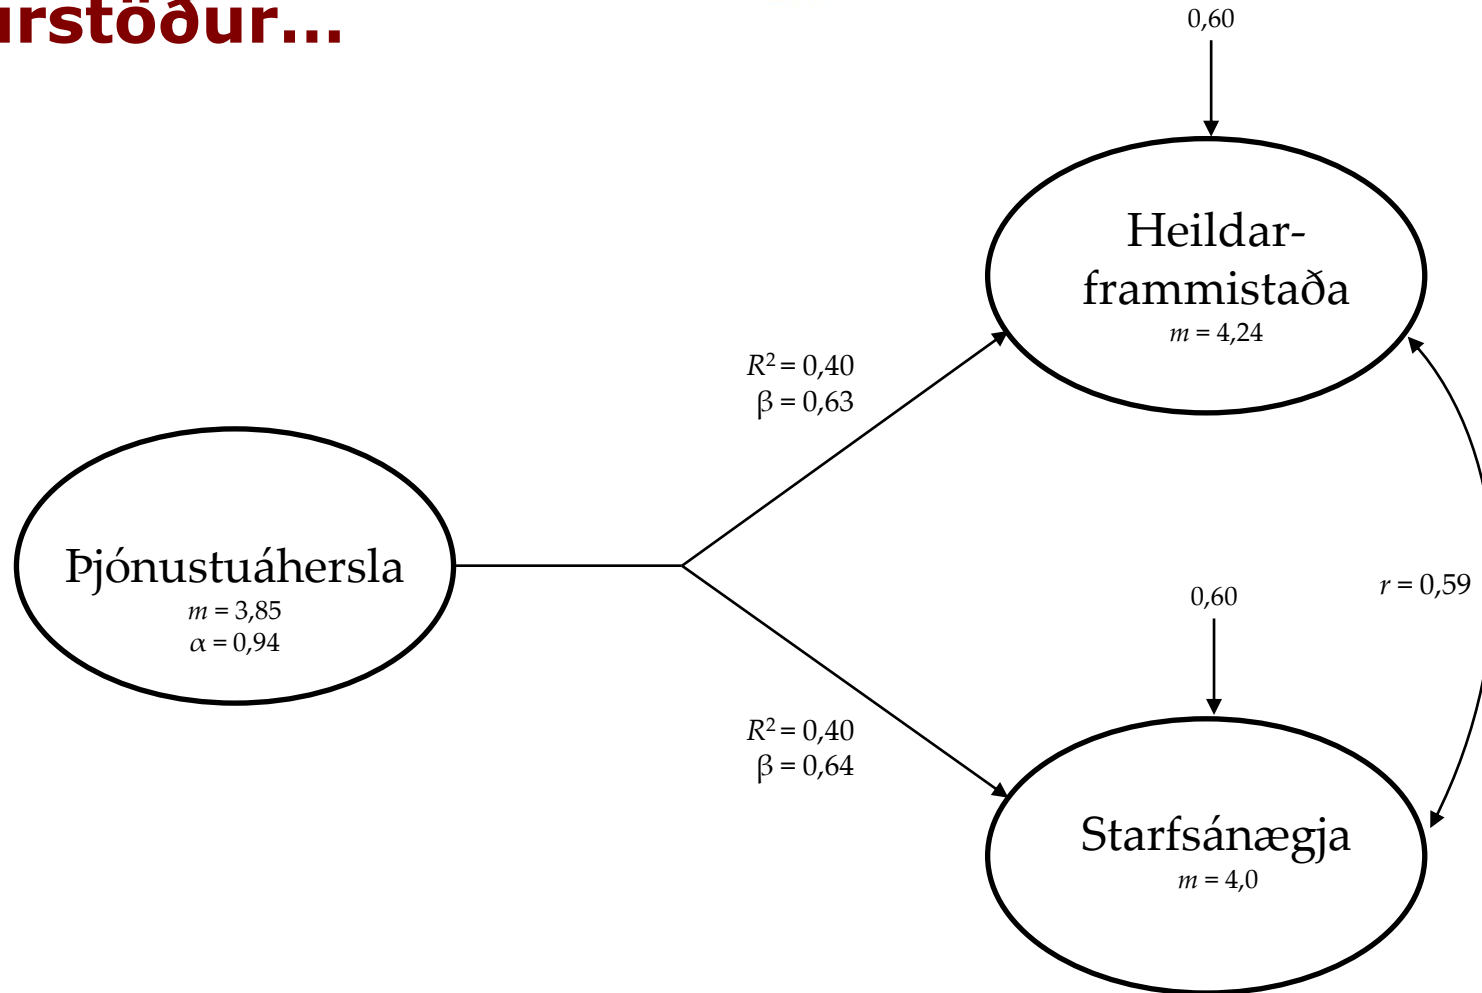 urstöður...
0,60
Heildar-
frammistaða
m = 4,24
R² = 0,40
β = 0,63
Þjónustuáhersla
m = 3,85
α = 0,94
r = 0,59
0,60
R² = 0,40
β = 0,64
Starfsánægja
m = 4,0